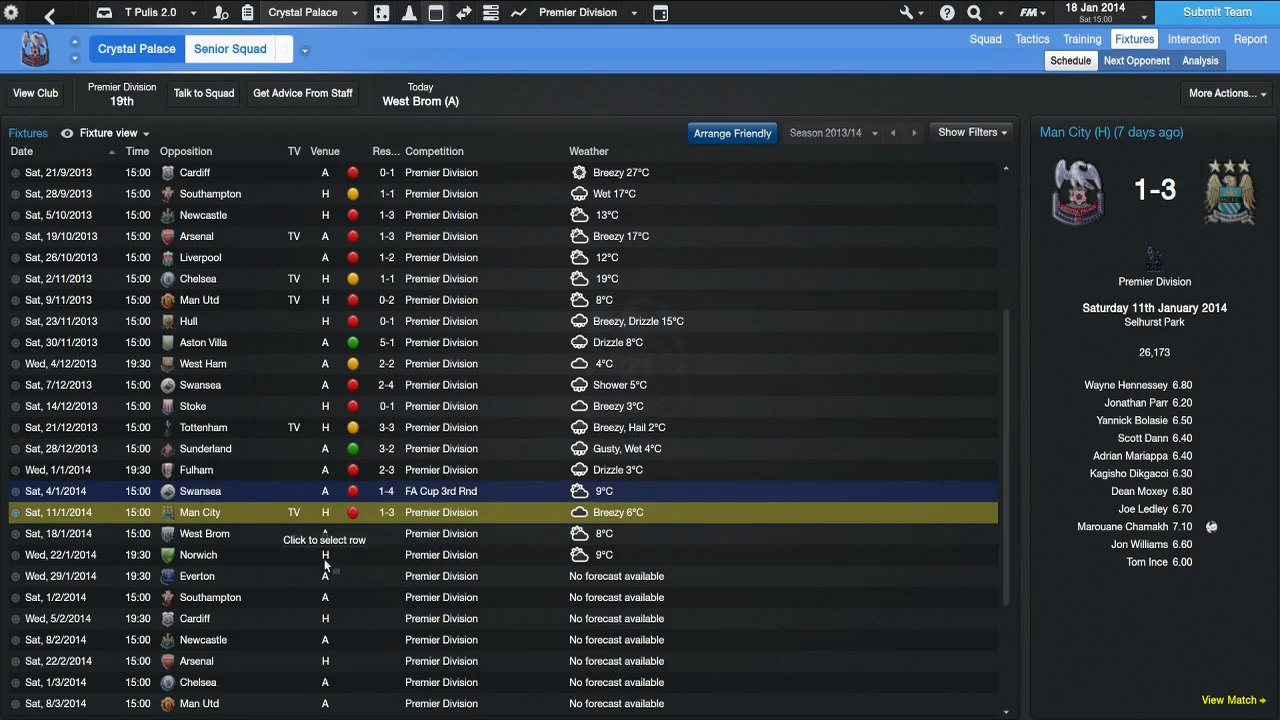 T Pulis 2.0 Crystal Palace Premier Division FM 18 Jan 2014 Sat 15:00 Submit Team
Crystal Palace Senior Squad Squad Tactics Training Fixtures Interaction Report
Schedule Next Opponent Analysis
View Club Premier Division 19th Talk to Squad Get Advice From Staff Today West Brom (A) More Actions...
Fixtures Fixture view Arrange Friendly Season 2013/14 Show Filters
Date Time Opposition TV Venue Res... Competition Weather
Sat, 21/9/2013 15:00 Cardiff A 0-1 Premier Division Breezy 27°C
Sat, 28/9/2013 15:00 Southampton H 1-1 Premier Division Wet 17°C
Sat, 5/10/2013 15:00 Newcastle H 1-3 Premier Division 13°C
Sat, 19/10/2013 15:00 Arsenal TV A 1-3 Premier Division Breezy 17°C
Sat, 26/10/2013 15:00 Liverpool A 1-2 Premier Division 12°C
Sat, 2/11/2013 15:00 Chelsea TV H 1-1 Premier Division 19°C
Sat, 9/11/2013 15:00 Man Utd TV H 0-2 Premier Division 8°C
Sat, 23/11/2013 15:00 Hull H 0-1 Premier Division Breezy, Drizzle 15°C
Sat, 30/11/2013 15:00 Aston Villa A 5-1 Premier Division Drizzle 8°C
Wed, 4/12/2013 19:30 West Ham A 2-2 Premier Division 4°C
Sat, 7/12/2013 15:00 Swansea A 2-4 Premier Division Shower 5°C
Sat, 14/12/2013 15:00 Stoke H 0-1 Premier Division Breezy 3°C
Sat, 21/12/2013 15:00 Tottenham TV H 3-3 Premier Division Breezy, Hail 2°C
Sat, 28/12/2013 15:00 Sunderland A 3-2 Premier Division Gusty, Wet 4°C
Wed, 1/1/2014 19:30 Fulham A 2-3 Premier Division Drizzle 3°C
Sat, 4/1/2014 15:00 Swansea A 1-4 FA Cup 3rd Rnd 9°C
Sat, 11/1/2014 15:00 Man City TV H 1-3 Premier Division Breezy 6°C
Sat, 18/1/2014 15:00 West Brom A Premier Division 8°C
Click to select row
Wed, 22/1/2014 19:30 Norwich H Premier Division 9°C
Wed, 29/1/2014 19:30 Everton A Premier Division No forecast available
Sat, 1/2/2014 15:00 Southampton A Premier Division No forecast available
Wed, 5/2/2014 19:30 Cardiff H Premier Division No forecast available
Sat, 8/2/2014 15:00 Newcastle A Premier Division No forecast available
Sat, 22/2/2014 15:00 Arsenal H Premier Division No forecast available
Sat, 1/3/2014 15:00 Chelsea A Premier Division No forecast available
Sat, 8/3/2014 15:00 Man Utd A Premier Division No forecast available
Man City (H) (7 days ago)
1-3
Premier Division
Saturday 11th January 2014
Selhurst Park
26,173
Wayne Hennessey 6.80
Jonathan Parr 6.20
Yannick Bolasie 6.50
Scott Dann 6.40
Adrian Mariappa 6.40
Kagisho Dikgacoi 6.30
Dean Moxey 6.80
Joe Ledley 6.70
Marouane Chamakh 7.10
Jon Williams 6.60
Tom Ince 6.00
View Match